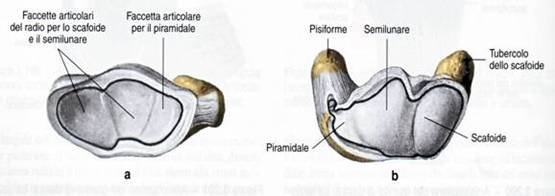 Faccette articolari
del radio per lo scafoide
e il semilunare
Faccetta articolare
per il piramidale
a
Pisiforme
Semilunare
Tubercolo
dello scafoide
Piramidale
Scafoide
b